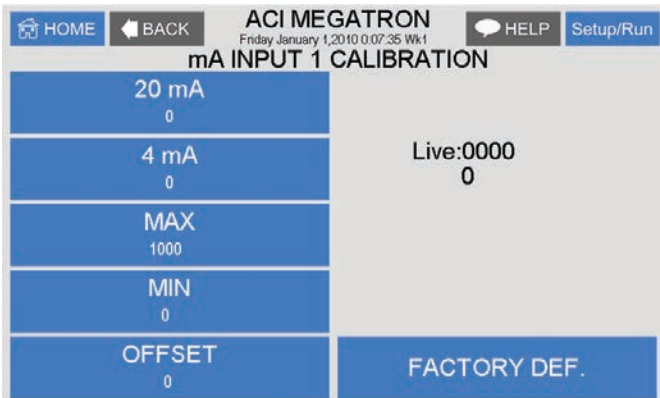 HOME BACK ACI MEGATRON HELP Setup/Run
Friday January 1,2010 0:07:35 Wk1
mA INPUT 1 CALIBRATION
20 mA
0
4 mA
0
Live:0000
0
MAX
1000
MIN
0
OFFSET
0
FACTORY DEF.